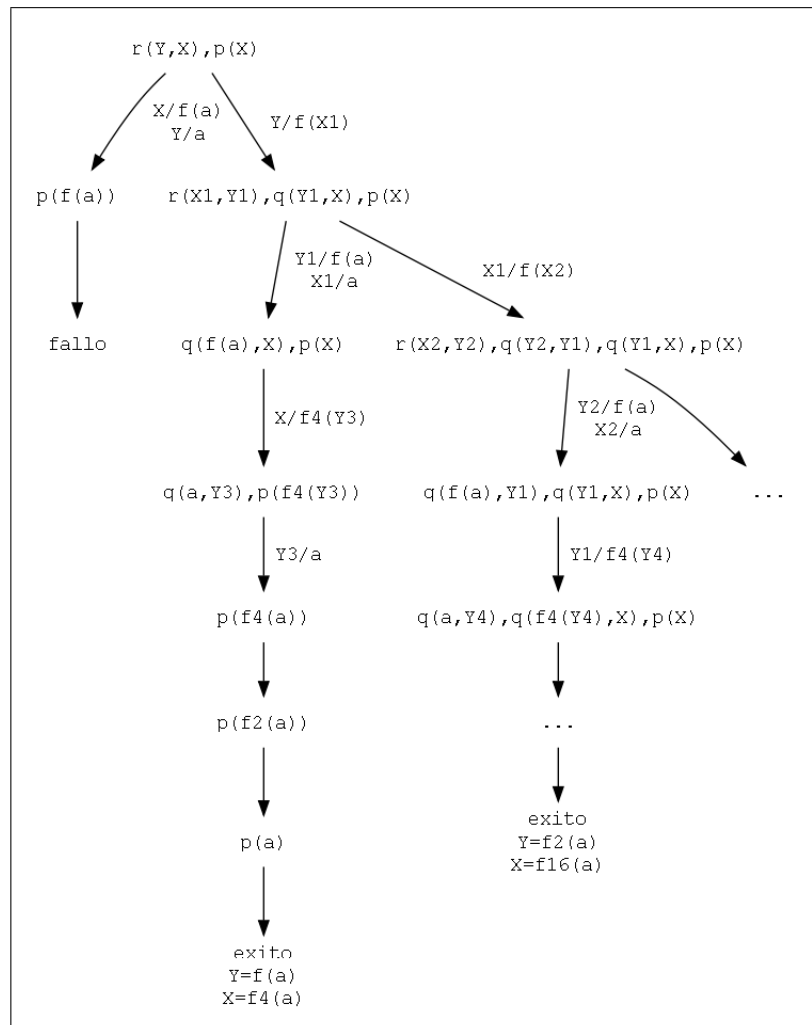 r(Y,X),p(X)
X/f(a)
Y/a
Y/f(X1)
p(f(a))
r(X1,Y1),q(Y1,X),p(X)
Y1/f(a)
X1/a
X1/f(X2)
fallo
q(f(a),X),p(X)
r(X2,Y2),q(Y2,Y1),q(Y1,X),p(X)
X/f4(Y3)
Y2/f(a)
X2/a
q(a,Y3),p(f4(Y3))
q(f(a),Y1),q(Y1,X),p(X)
...
Y3/a
Y1/f4(Y4)
p(f4(a))
q(a,Y4),q(f4(Y4),X),p(X)
p(f2(a))
...
p(a)
exito
Y=f2(a)
X=f16(a)
exito
Y=f(a)
X=f4(a)